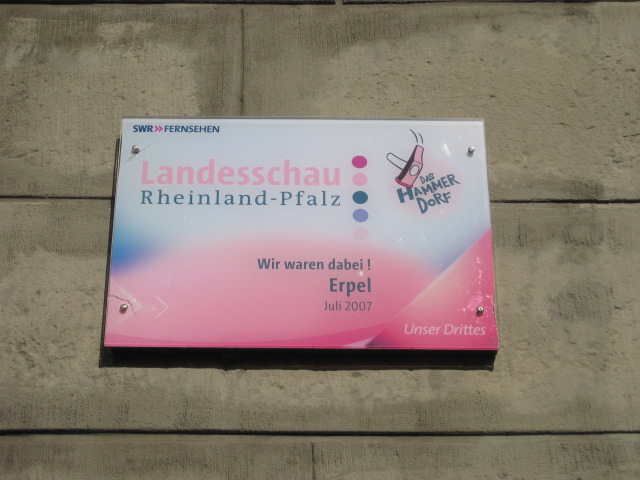 SWR>> FERNSEHEN
Landesschau
Rheinland-Pfalz
DAS
HAMMER
DORF
Wir waren dabei !
Erpel
Juli 2007
Unser Drittes